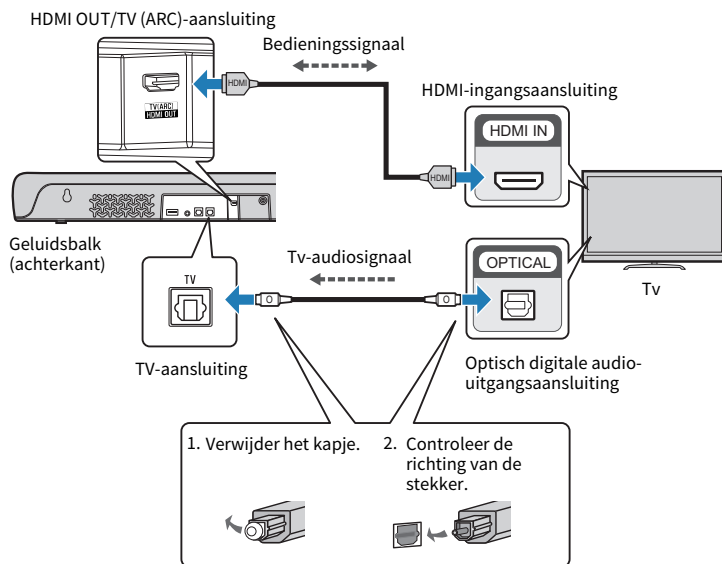 HDMI OUT/TV (ARC)-aansluiting
Bedieningssignaal
HDMI
TV(ARC)
HDMI OUT
HDMI-ingangsaansluiting
HDMI IN
HDMI
Geluidsbalk
(achterkant)
Tv-audiosignaal
OPTICAL
Tv
TV
TV-aansluiting
Optisch digitale audio-
uitgangsaansluiting
1. Verwijder het kapje.
2. Controleer de
richting van de
stekker.